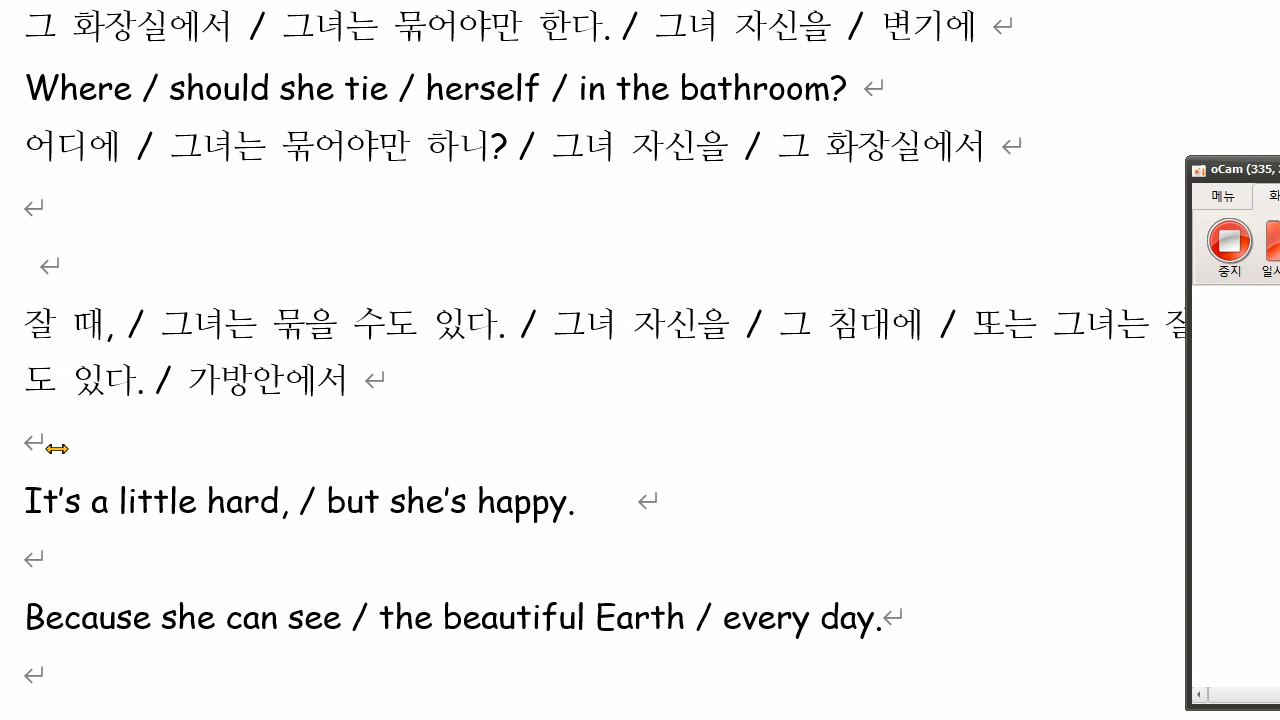 그 화장실에서 / 그녀는 묶어야만 한다. / 그녀 자신을 / 변기에
Where / should she tie / herself / in the bathroom?
어디에 / 그녀는 묶어야만 하니? / 그녀 자신을 / 그 화장실에서
oCam (335,
메뉴
중지
잘 때, / 그녀는 묶을 수도 있다. / 그녀 자신을 / 그 침대에 / 또는 그녀는
도 있다. / 가방안에서
It's a little hard, / but she's happy.
Because she can see / the beautiful Earth / every day.